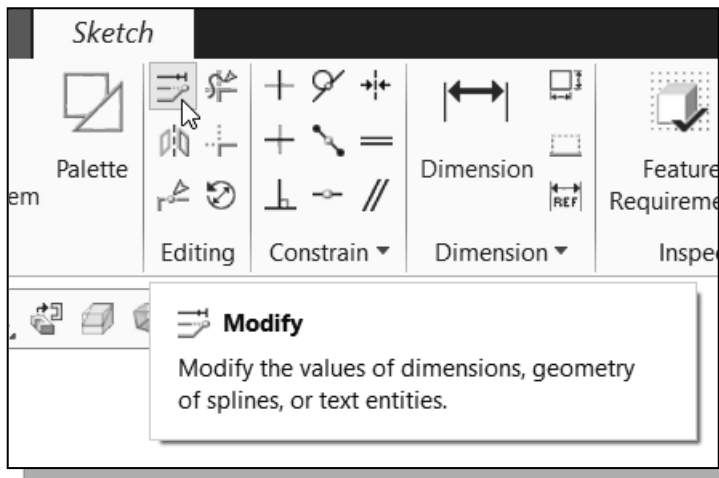 Sketch
Palette
Dimension
Feature
em
REF
Requireme
Editing
Constrain
Dimension
Inspe
Modify
Modify the values of dimensions, geometry
of splines, or text entities.